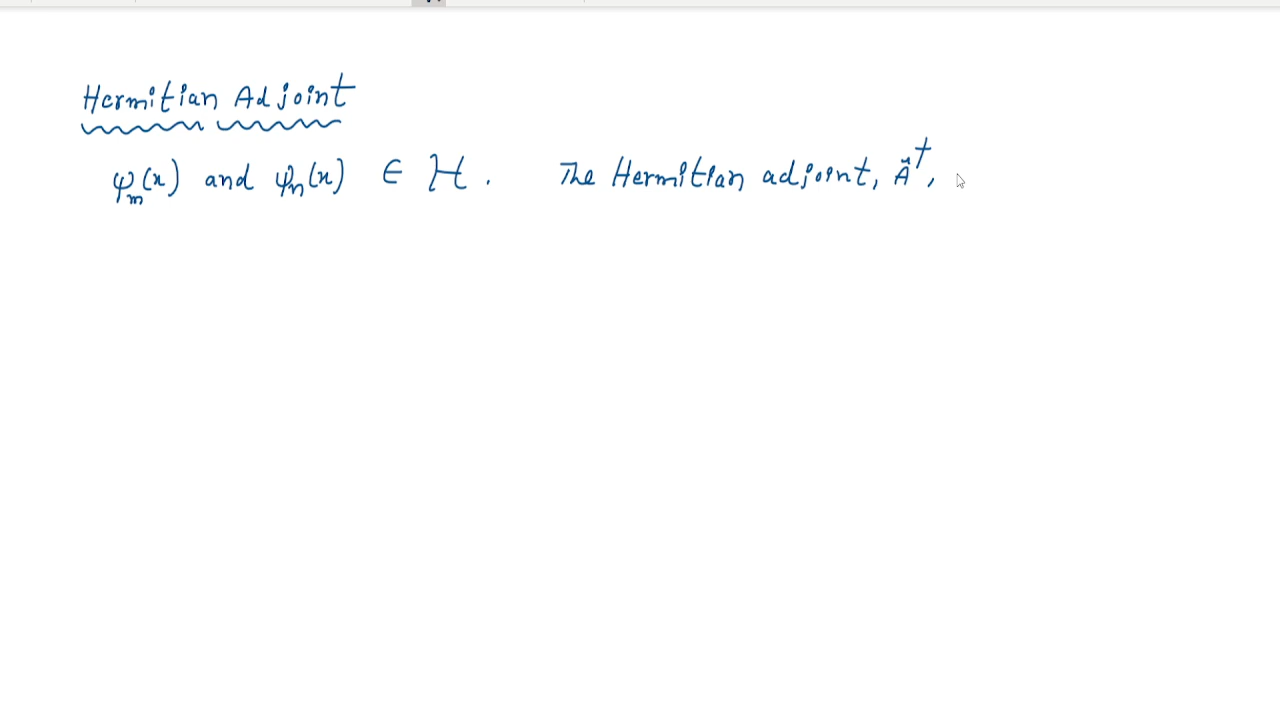 Hermitian Adjoint
ψₘ(x) and ψₙ(x) ∈ H. The Hermitian adjoint, Â†,